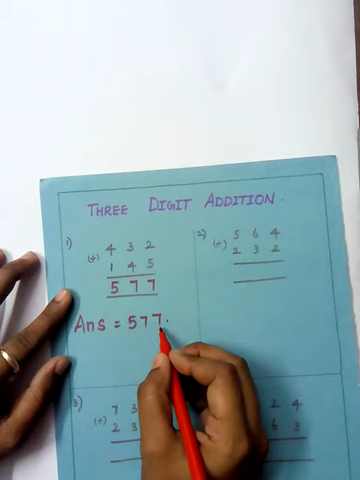 THREE DIGIT ADDITION.
1)
4 3 2
(+)
1 4 5
5 7 7
Ans = 577.
2)
5 6 4
(+)
2 3 2
3)
7 3
(+)
2 3
2 4
6 3